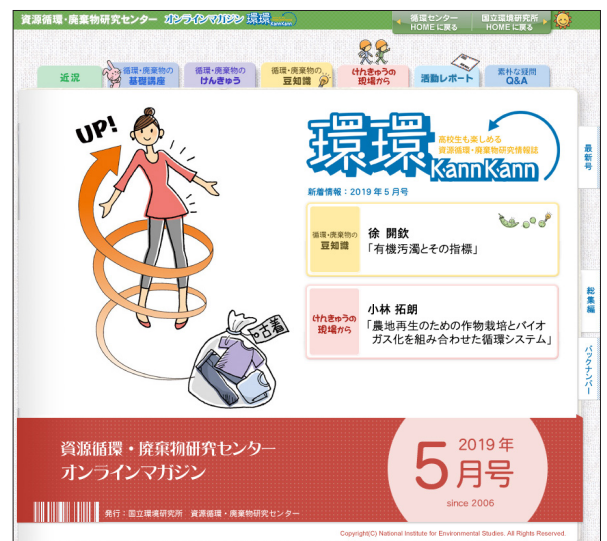 資源循環・廃棄物研究センター オンラインマガジン 環環 KannKann
循環センター HOMEに戻る
国立環境研究所 HOMEに戻る
近況
循環・廃棄物の
基礎講座
循環・廃棄物の
けんきゅう
循環・廃棄物の
豆知識
けんきゅうの
現場から
活動レポート
素朴な疑問
Q&A
UP!
古着
環環
高校生も楽しめる
資源循環・廃棄物研究情報誌
KannKann
新着情報：2019年5月号
循環・廃棄物の
豆知識
徐 開欽
「有機汚濁とその指標」
けんきゅうの
現場から
小林 拓朗
「農地再生のための作物栽培とバイオ
ガス化を組み合わせた循環システム」
最新号
総集編
バックナンバー
資源循環・廃棄物研究センター
オンラインマガジン
2019年
5月号
since 2006
発行：国立環境研究所 資源循環・廃棄物研究センター
Copyright(C) National Institute for Environmental Studies. All Rights Reserved.